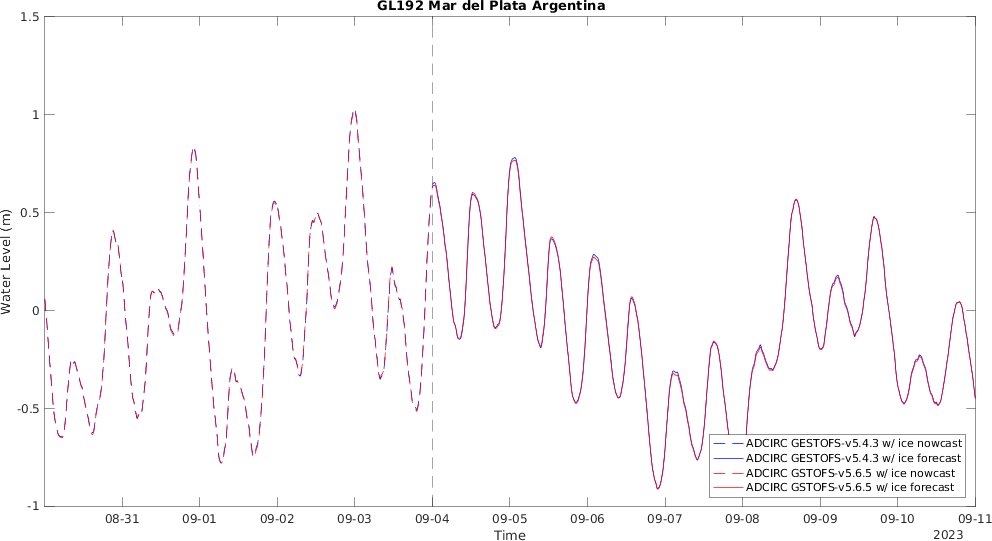 GL192 Mar del Plata Argentina
1.5
1
0.5
0
-0.5
-1
Water Level (m)
ADCIRC GESTOFS-v5.4.3 w/ ice nowcast
ADCIRC GESTOFS-v5.4.3 w/ ice forecast
ADCIRC GSTOFS-v5.6.5 w/ ice nowcast
ADCIRC GSTOFS-v5.6.5 w/ ice forecast
08-31 09-01 09-02 09-03 09-04 09-05 09-06 09-07 09-08 09-09 09-10 09-11
Time
2023